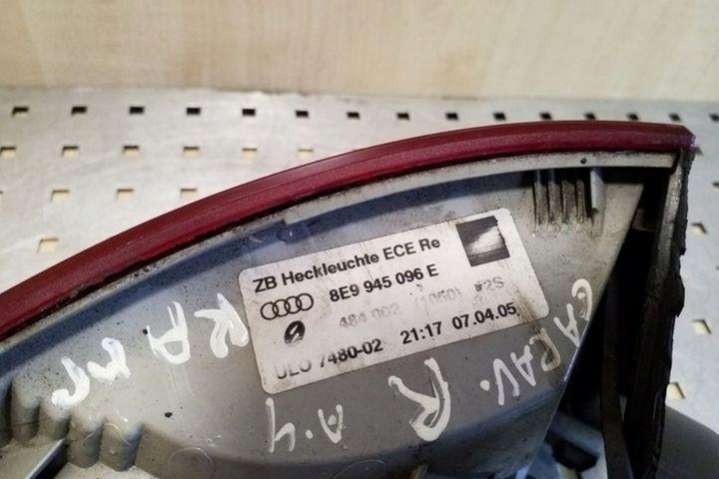 ZB Heckleuchte ECE Re
8E9 945 096 E
484 002 (1060) 
ULO 7480-02 21:17 07.04.05
CARAV. R A4